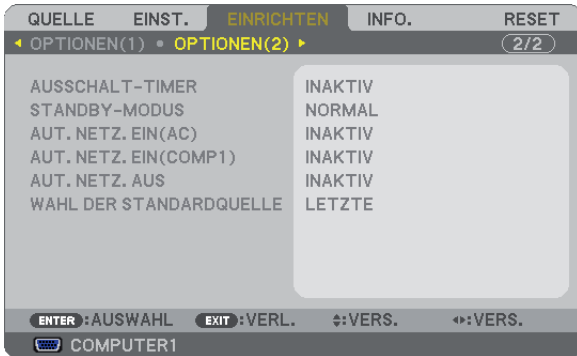 QUELLE EINST. EINRICHTEN INFO. RESET
OPTIONEN(1) • OPTIONEN(2) 2/2
AUSSCHALT-TIMER INAKTIV
STANDBY-MODUS NORMAL
AUT. NETZ. EIN(AC) INAKTIV
AUT. NETZ. EIN(COMP1) INAKTIV
AUT. NETZ. AUS INAKTIV
WAHL DER STANDARDQUELLE LETZTE
ENTER :AUSWAHL EXIT :VERL. :VERS. :VERS.
COMPUTER1